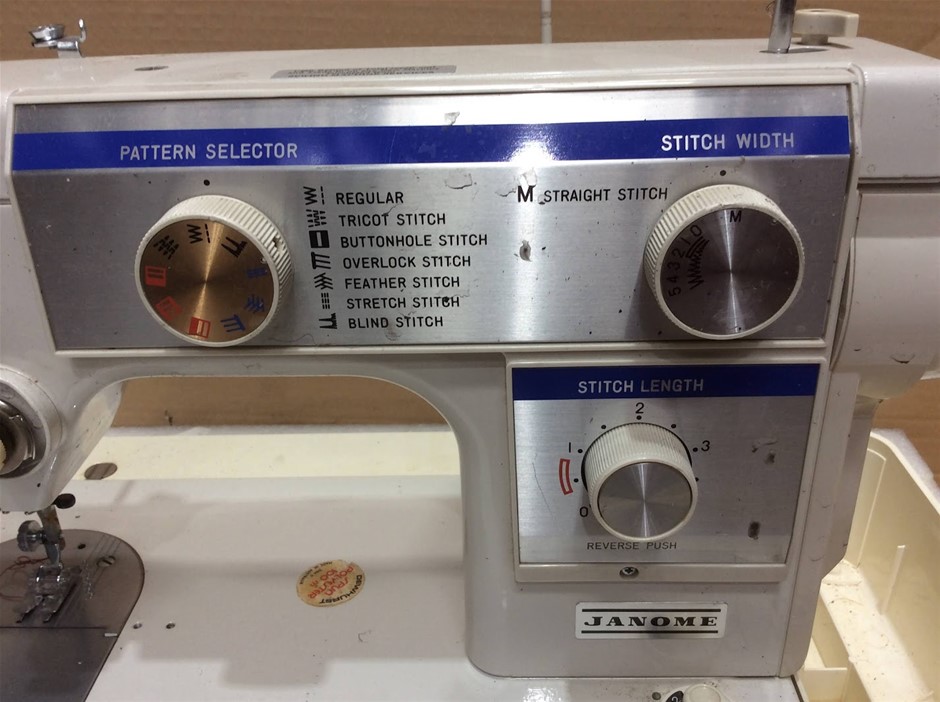 PATTERN SELECTOR
STITCH WIDTH
REGULAR
TRICOT STITCH
BUTTONHOLE STITCH
OVERLOCK STITCH
FEATHER STITCH
STRETCH STITCH
BLIND STITCH
M STRAIGHT STITCH
M
5 4 3 2 1 0
STITCH LENGTH
0 1 2 3
REVERSE PUSH
JANOME
DEWHURST